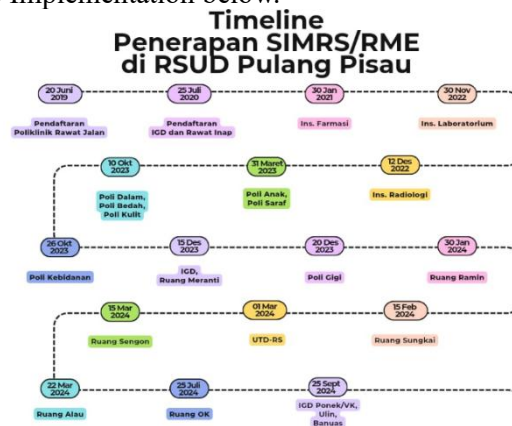 Implementation below.
Timeline
Penerapan SIMRS/RME
di RSUD Pulang Pisau
20 Juni
2019
25 Juli
2020
30 Jan
2021
30 Nov
2022
Pendaftaran
Poliklinik Rawat Jalan
Pendaftaran
IGD dan Rawat Inap
Ins. Farmasi
Ins. Laboratorium
10 Okt
2023
31 Maret
2023
12 Des
2022
Poli Dalam,
Poli Bedah,
Poli Kulit
Poli Anak,
Poli Saraf
Ins. Radiologi
26 Okt
2023
15 Des
2023
20 Des
2023
30 Jan
2024
Poli Kebidanan
IGD,
Ruang Meranti
Poli Gigi
Ruang Ramin
15 Mar
2024
01 Mar
2024
15 Feb
2024
Ruang Sengon
UTD-RS
Ruang Sungkai
22 Mar
2024
25 Juli
2024
25 Sept
2024
Ruang Alau
Ruang OK
IGD Ponek/VK,
Ulin,
Banuas